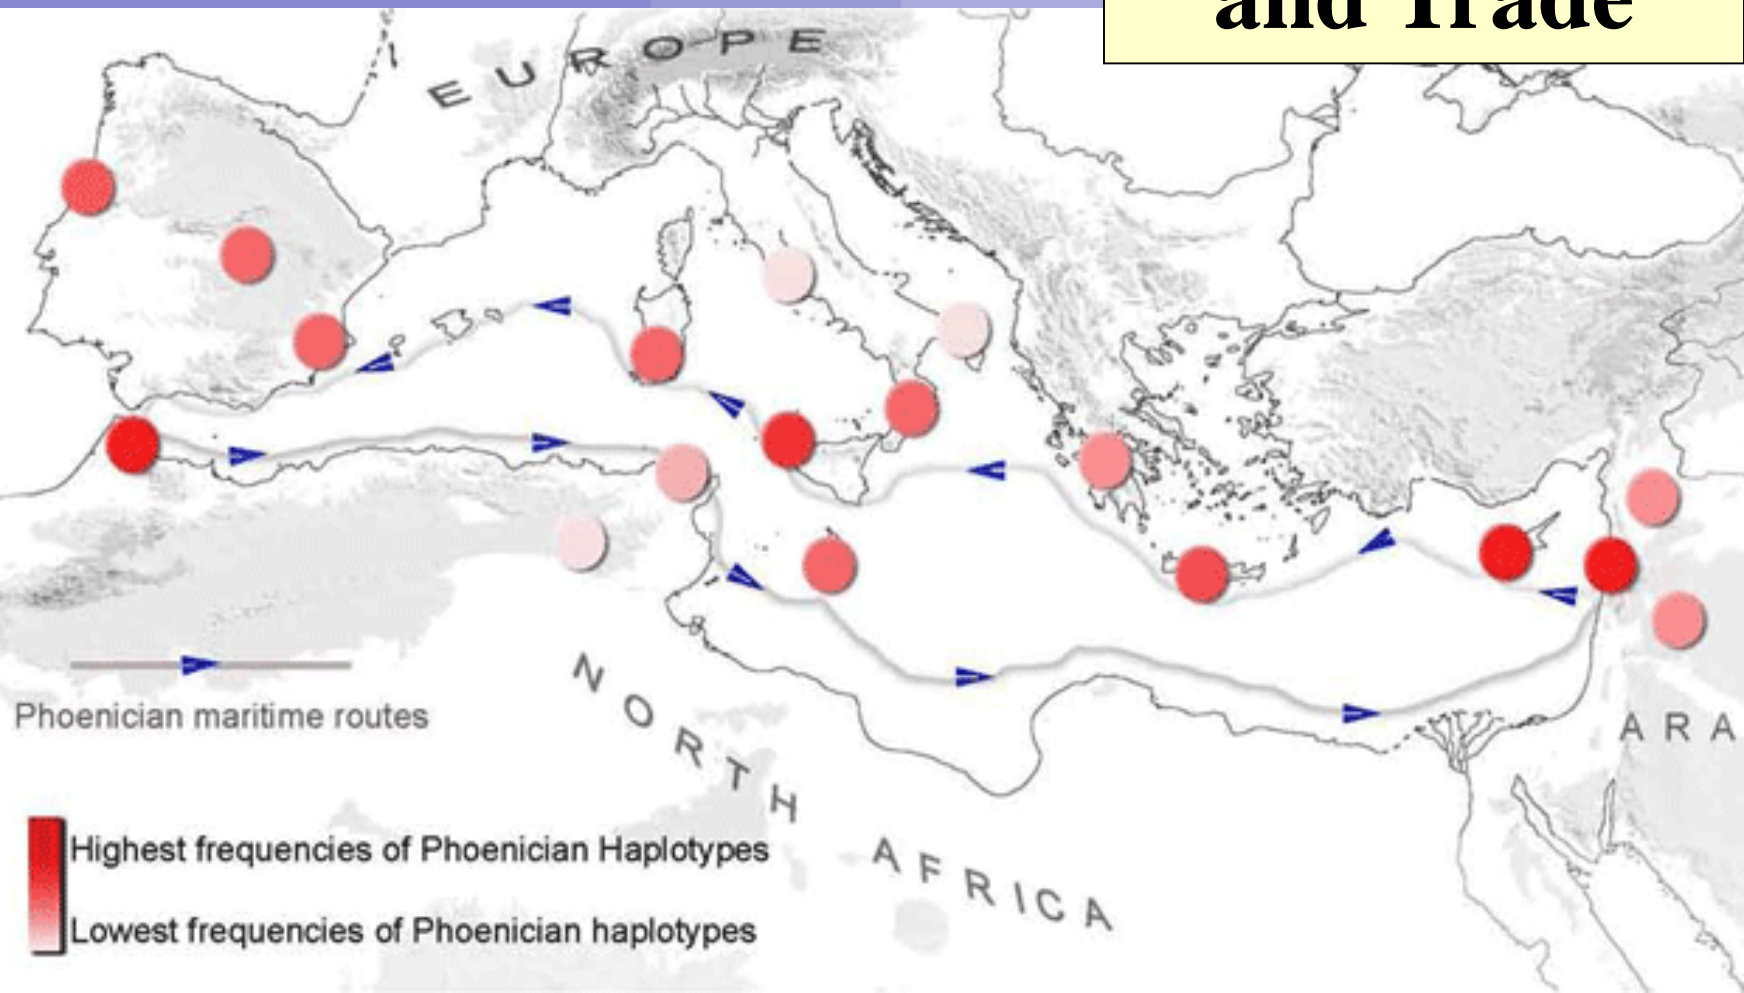 and Trade
EUROPE
NORTH
AFRICA
ARA
Phoenician maritime routes
Highest frequencies of Phoenician Haplotypes
Lowest frequencies of Phoenician haplotypes